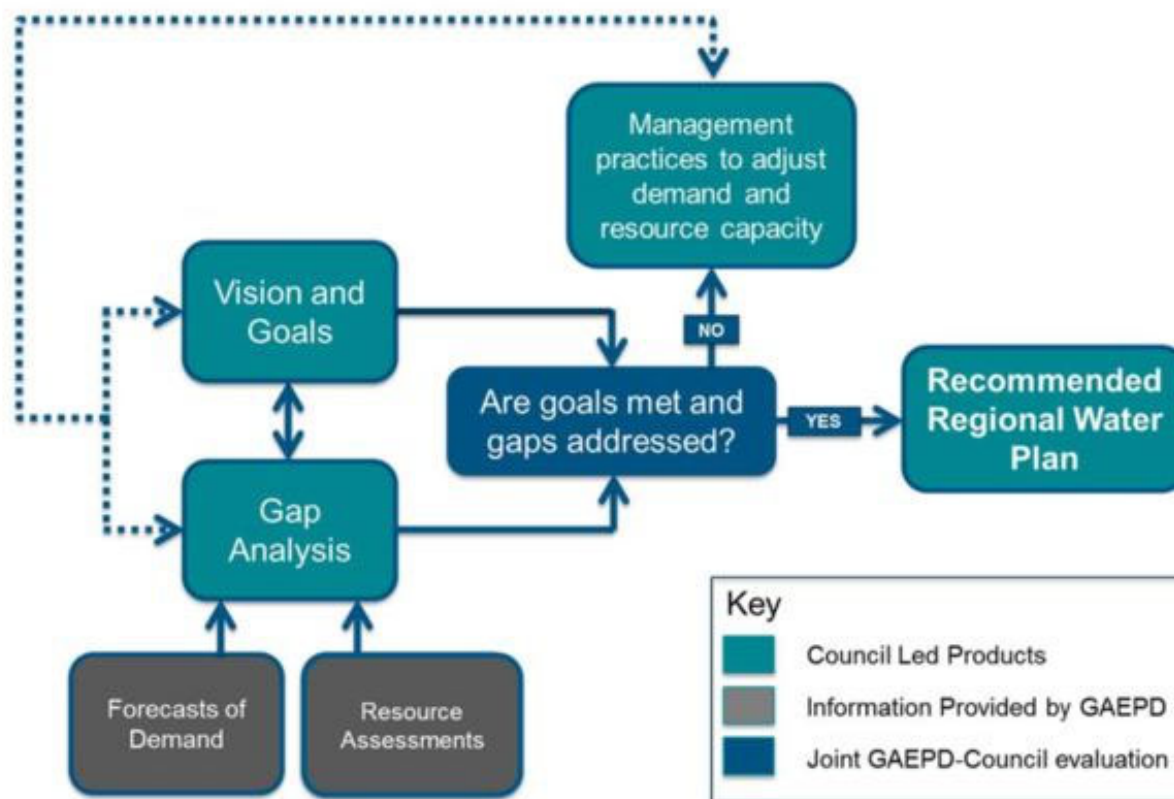 Management
practices to adjust
demand and
resource capacity
Vision and
Goals
NO
Are goals met and
gaps addressed?
YES
Recommended
Regional Water
Plan
Gap
Analysis
Forecasts of
Demand
Resource
Assessments
Key
Council Led Products
Information Provided by GAEPD
Joint GAEPD-Council evaluation